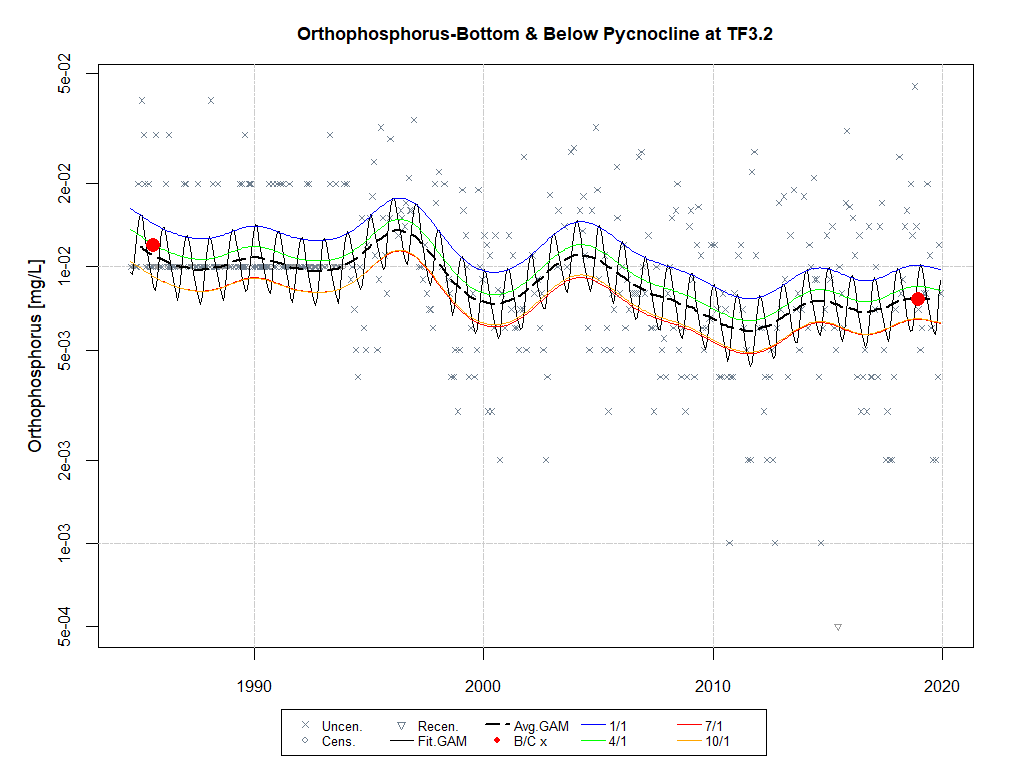 Orthophosphorus-Bottom & Below Pycnocline at TF3.2
Orthophosphorus [mg/L]
5e-02
2e-02
1e-02
5e-03
2e-03
1e-03
5e-04
1990 2000 2010 2020
Uncen. Recen. Avg.GAM 1/1 7/1
Cens. Fit.GAM B/C x 4/1 10/1